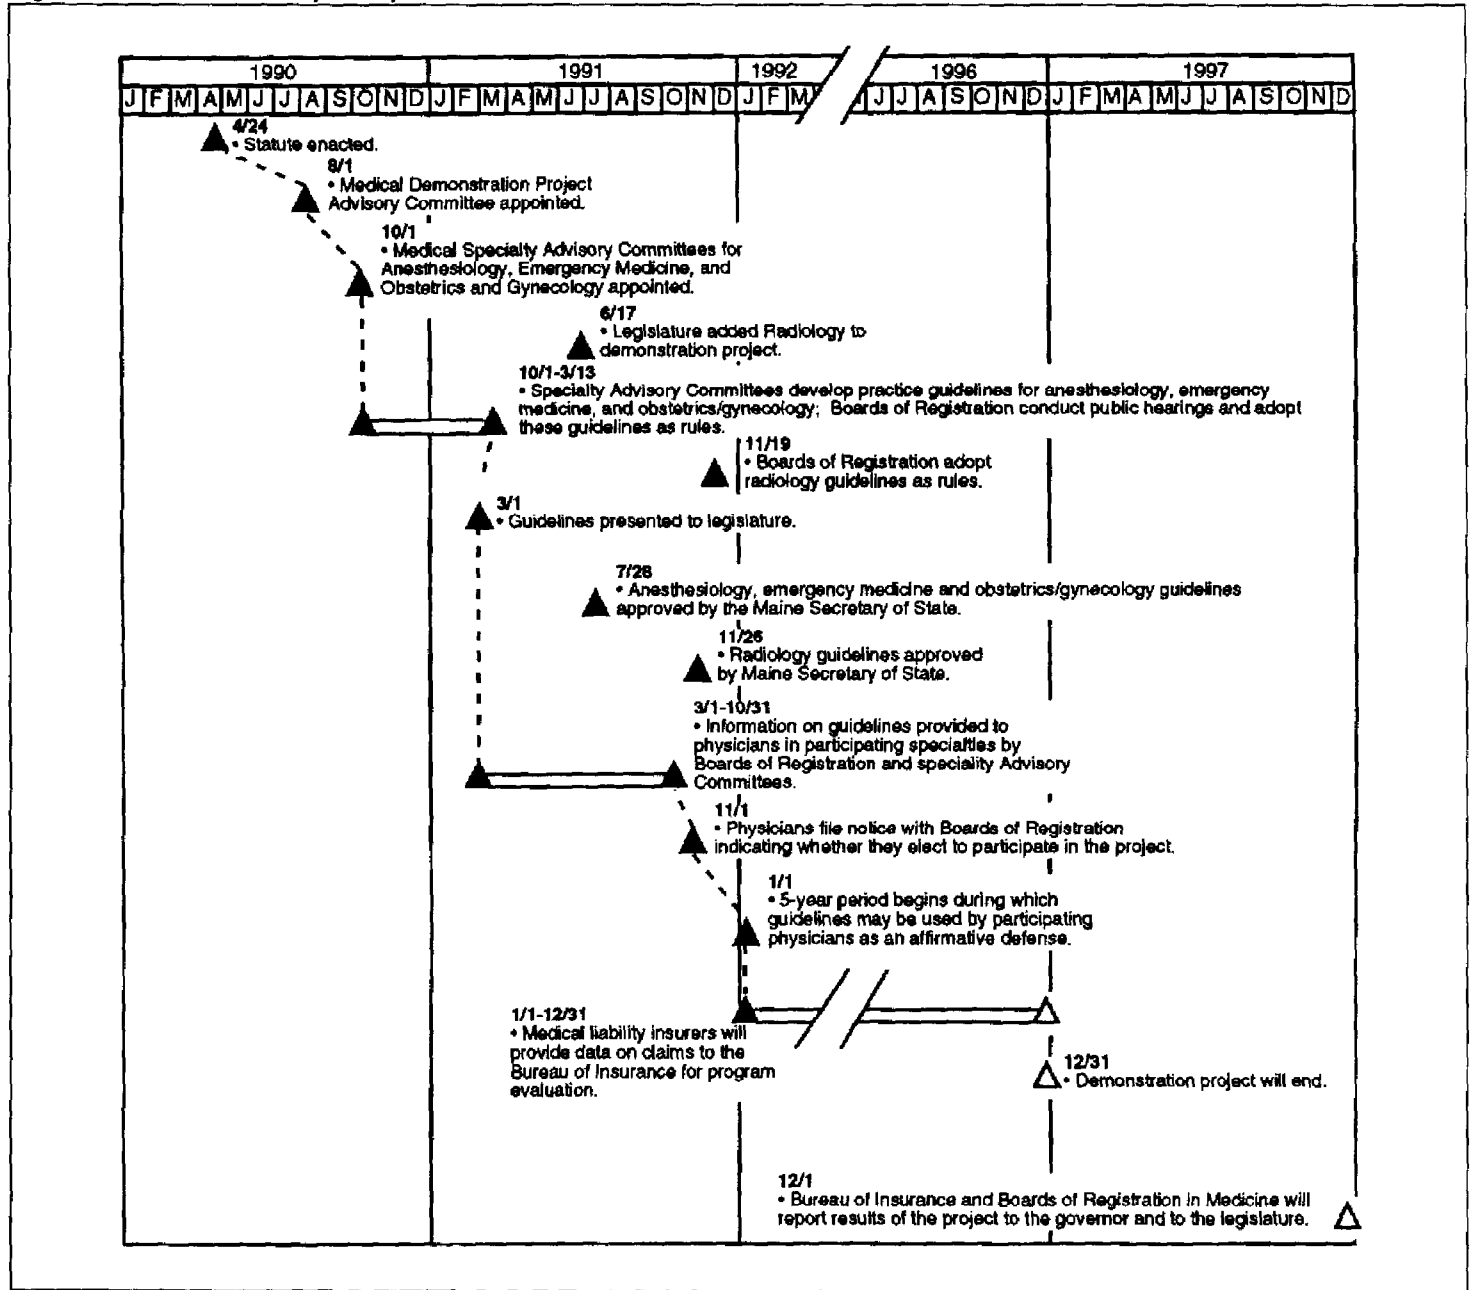 1990 1991 1992 1996 1997
J F M A M J J A S O N D J F M A M J J A S O N D J F M J J A S O N D J F M A M J J A S O N D
4/24
• Statute enacted.
8/1
• Medical Demonstration Project
Advisory Committee appointed.
10/1
• Medical Specialty Advisory Committees for
Anesthesiology, Emergency Medicine, and
Obstetrics and Gynecology appointed.
6/17
• Legislature added Radiology to
demonstration project.
10/1-3/13
• Specialty Advisory Committees develop practice guidelines for anesthesiology, emergency
medicine, and obstetrics/gynecology; Boards of Registration conduct public hearings and adopt
these guidelines as rules.
11/19
• Boards of Registration adopt
radiology guidelines as rules.
3/1
• Guidelines presented to legislature.
7/28
• Anesthesiology, emergency medicine and obstetrics/gynecology guidelines
approved by the Maine Secretary of State.
11/26
• Radiology guidelines approved
by Maine Secretary of State.
3/1-10/31
• Information on guidelines provided to
physicians in participating specialties by
Boards of Registration and speciality Advisory
Committees.
11/1
• Physicians file notice with Boards of Registration
indicating whether they elect to participate in the project.
1/1
• 5-year period begins during which
guidelines may be used by participating
physicians as an affirmative defense.
1/1-12/31
• Medical liability insurers will
provide data on claims to the
Bureau of Insurance for program
evaluation.
12/31
• Demonstration project will end.
12/1
• Bureau of Insurance and Boards of Registration in Medicine will
report results of the project to the governor and to the legislature.